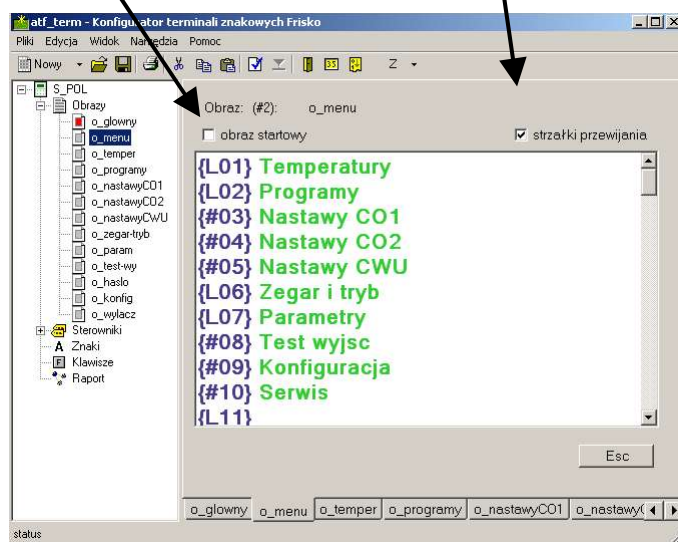 atf_term - Konfigurator terminali znakowych Frisko
Pliki Edycja Widok Narzędzia Pomoc
Nowy Z
S_POL
Obrazy
o_glowny
o_menu
o_temper
o_programy
o_nastawyCO1
o_nastawyCO2
o_nastawyCWU
o_zegar-tryb
o_param
o_test-wy
o_haslo
o_konfig
o_wylacz
Sterowniki
A Znaki
F Klawisze
Raport
Obraz: (#2): o_menu
obraz startowy
strzałki przewijania
{L01} Temperatury
{L02} Programy
{#03} Nastawy CO1
{#04} Nastawy CO2
{#05} Nastawy CWU
{L06} Zegar i tryb
{L07} Parametry
{#08} Test wyjsc
{#09} Konfiguracja
{#10} Serwis
{L11}
Esc
o_glowny o_menu o_temper o_programy o_nastawyCO1 o_nastawy(
status